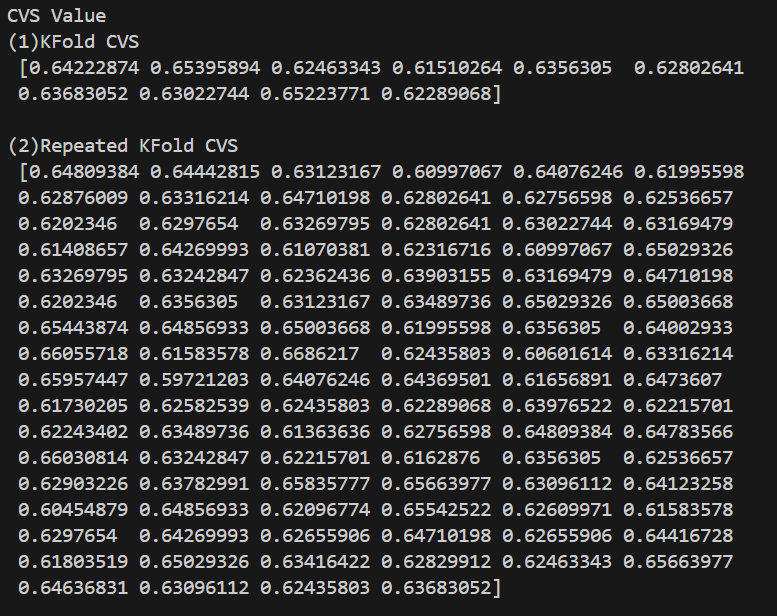 CVS Value
(1)KFold CVS
[0.64222874 0.65395894 0.62463343 0.61510264 0.6356305  0.62802641
0.63683052 0.63022744 0.65223771 0.62289068]
(2)Repeated KFold CVS
[0.64809384 0.64442815 0.63123167 0.60997067 0.64076246 0.61995598
0.62876009 0.63316214 0.64710198 0.62802641 0.62756598 0.62536657
0.6202346  0.6297654  0.63269795 0.62802641 0.63022744 0.63169479
0.61408657 0.64269993 0.61070381 0.62316716 0.60997067 0.65029326
0.63269795 0.63242847 0.62362436 0.63903155 0.63169479 0.64710198
0.6202346  0.6356305  0.63123167 0.63489736 0.65029326 0.65003668
0.65443874 0.64856933 0.65003668 0.61995598 0.6356305  0.64002933
0.66055718 0.61583578 0.6686217  0.62435803 0.60601614 0.63316214
0.65957447 0.59721203 0.64076246 0.64369501 0.61656891 0.6473607
0.61730205 0.62582539 0.62435803 0.62289068 0.63976522 0.62215701
0.62243402 0.63489736 0.61363636 0.62756598 0.64809384 0.64783566
0.66030814 0.63242847 0.62215701 0.6162876  0.6356305  0.62536657
0.62903226 0.63782991 0.65835777 0.65663977 0.63096112 0.64123258
0.60454879 0.64856933 0.62096774 0.65542522 0.62609971 0.61583578
0.6297654  0.64269993 0.62655906 0.64710198 0.62655906 0.64416728
0.61803519 0.65029326 0.63416422 0.62829912 0.62463343 0.65663977
0.64636831 0.63096112 0.62435803 0.63683052]